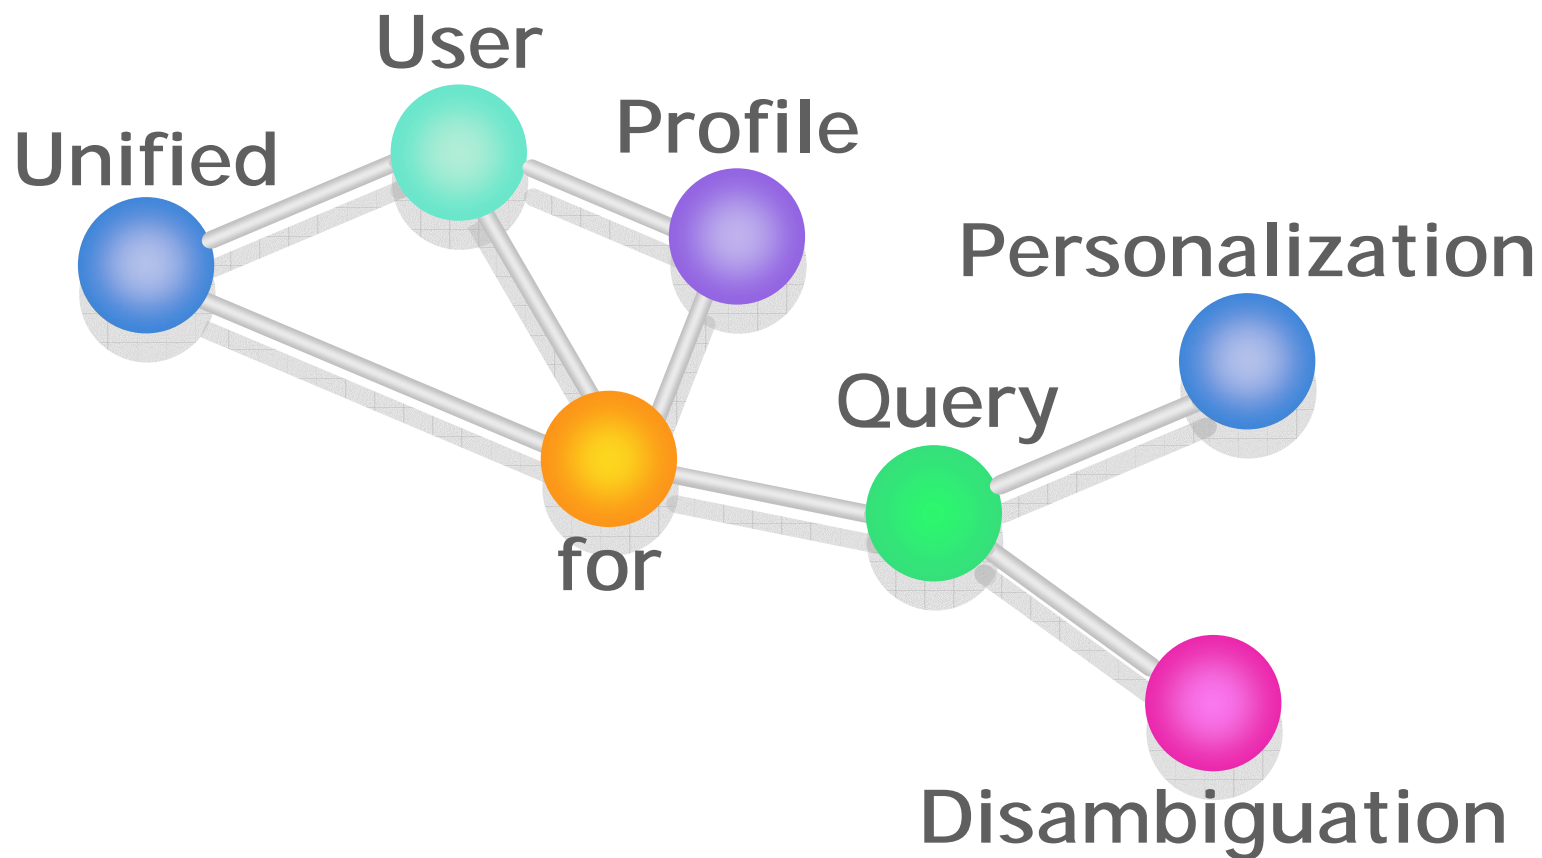 Unified
User
Profile
for
Query
Personalization
Disambiguation